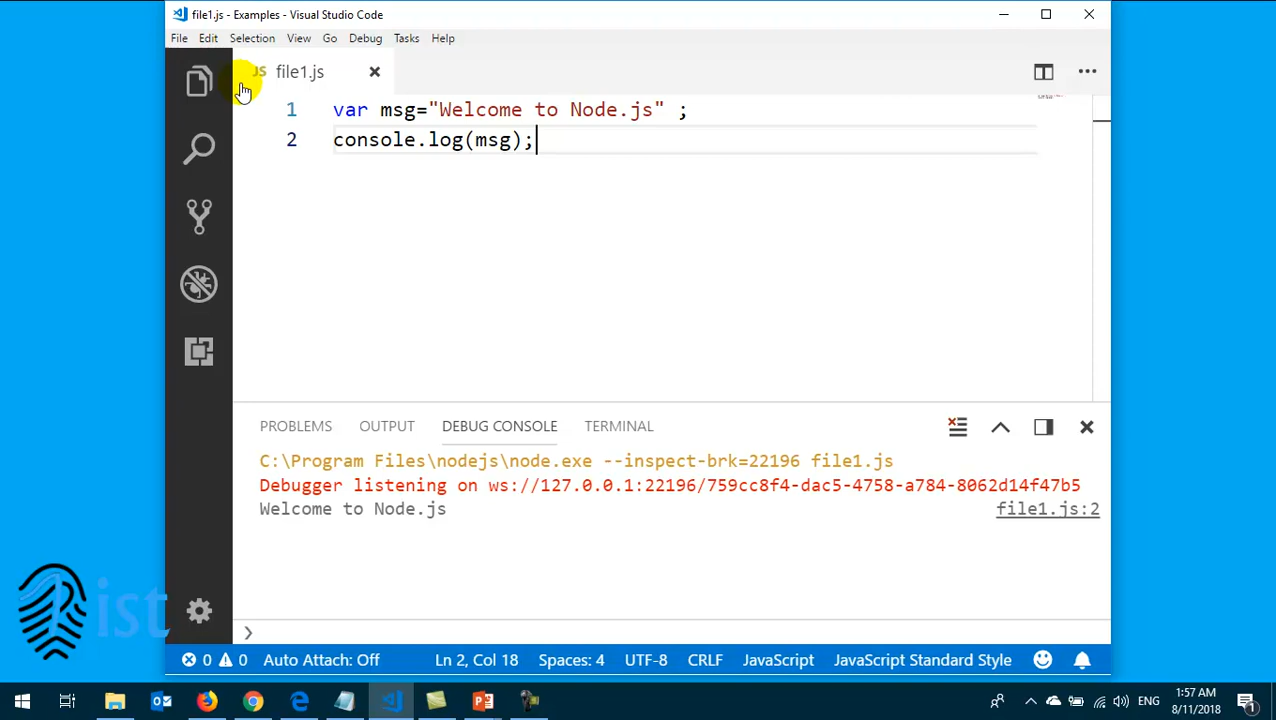 file1.js - Examples - Visual Studio Code
File Edit Selection View Go Debug Tasks Help
JS file1.js
1 var msg="Welcome to Node.js" ;
2 console.log(msg);
PROBLEMS OUTPUT DEBUG CONSOLE TERMINAL
C:\Program Files\nodejs\node.exe --inspect-brk=22196 file1.js
Debugger listening on ws://127.0.0.1:22196/759cc8f4-dac5-4758-a784-8062d14f47b5
Welcome to Node.js file1.js:2
ist
0 0 Auto Attach: Off Ln 2, Col 18 Spaces: 4 UTF-8 CRLF JavaScript JavaScript Standard Style
ENG 1:57 AM
8/11/2018 1